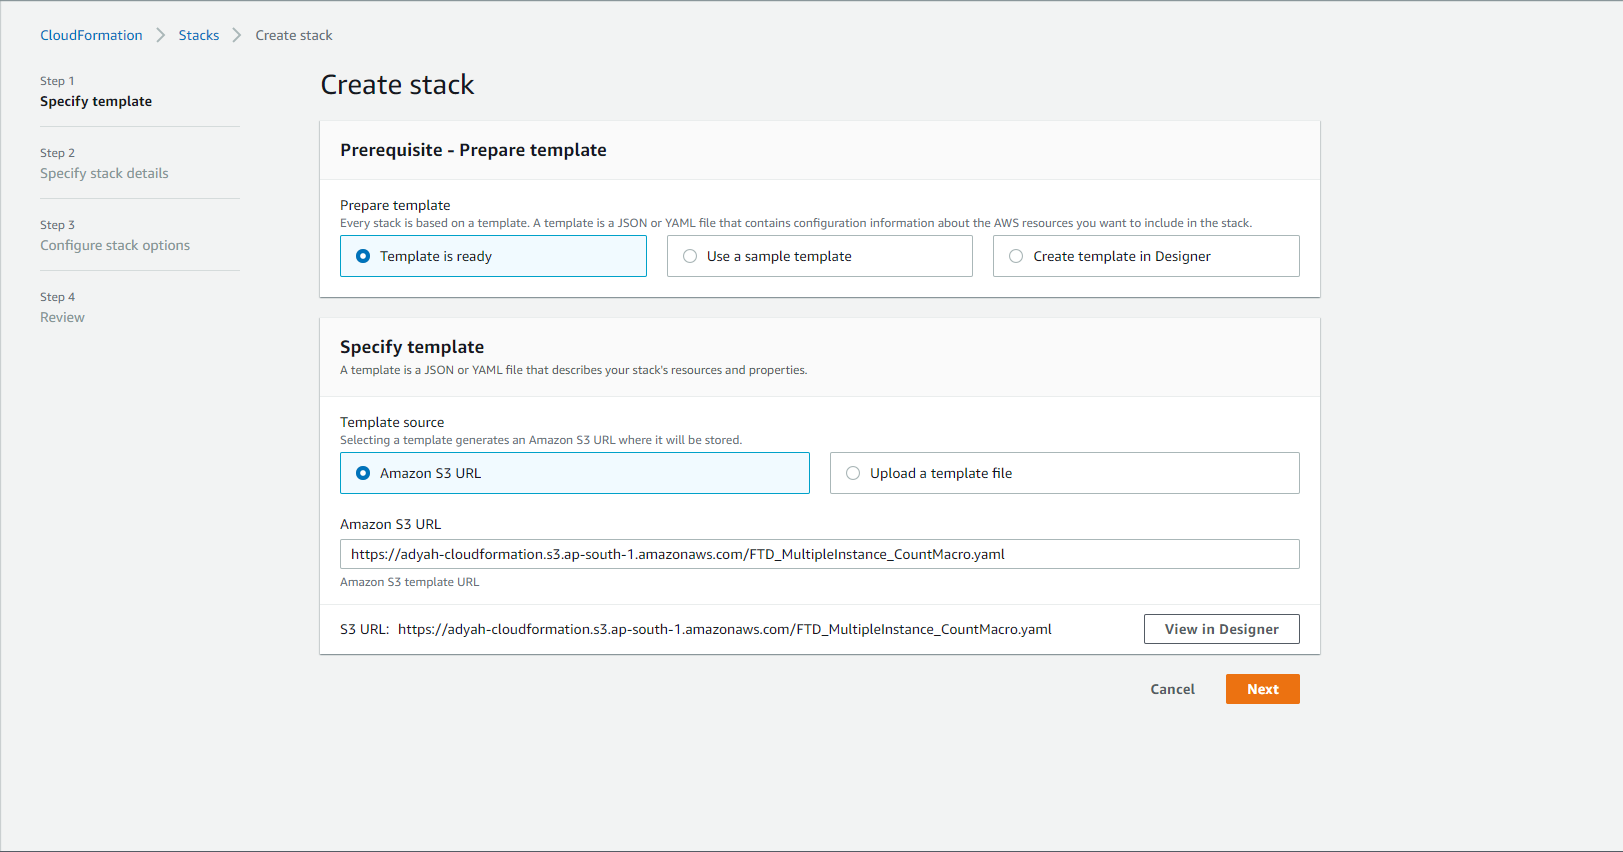 CloudFormation > Stacks > Create stack
Step 1
Specify template
Step 2
Specify stack details
Step 3
Configure stack options
Step 4
Review
Create stack
Prerequisite - Prepare template
Prepare template
Every stack is based on a template. A template is a JSON or YAML file that contains configuration information about the AWS resources you want to include in the stack.
Template is ready
Use a sample template
Create template in Designer
Specify template
A template is a JSON or YAML file that describes your stack's resources and properties.
Template source
Selecting a template generates an Amazon S3 URL where it will be stored.
Amazon S3 URL
Upload a template file
Amazon S3 URL
https://adyah-cloudformation.s3.ap-south-1.amazonaws.com/FTD_MultipleInstance_CountMacro.yaml
Amazon S3 template URL
S3 URL: https://adyah-cloudformation.s3.ap-south-1.amazonaws.com/FTD_MultipleInstance_CountMacro.yaml
View in Designer
Cancel
Next